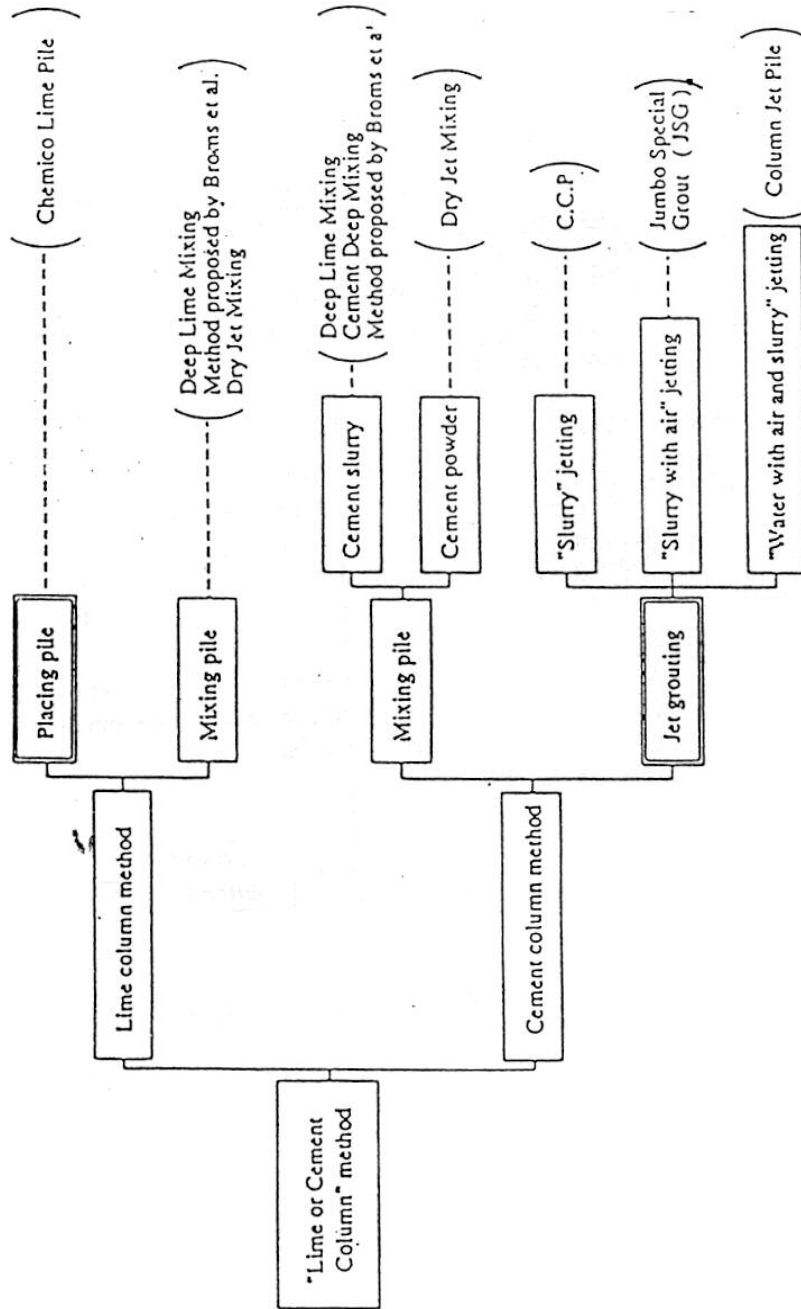 "Lime or Cement
Column" method
Lime column method
Placing pile
(Chemico Lime Pile)
Mixing pile
(Deep Lime Mixing
Method proposed by Broms et al.
Dry Jet Mixing)
Cement column method
Mixing pile
Cement slurry
(Deep Lime Mixing
Cement Deep Mixing
Method proposed by Broms et a')
Cement powder
(Dry Jet Mixing)
Jet grouting
"Slurry" jetting
(C.C.P)
"Slurry with air" jetting
(Jumbo Special
Grout (JSG).)
"Water with air and slurry" jetting
(Column Jet Pile)